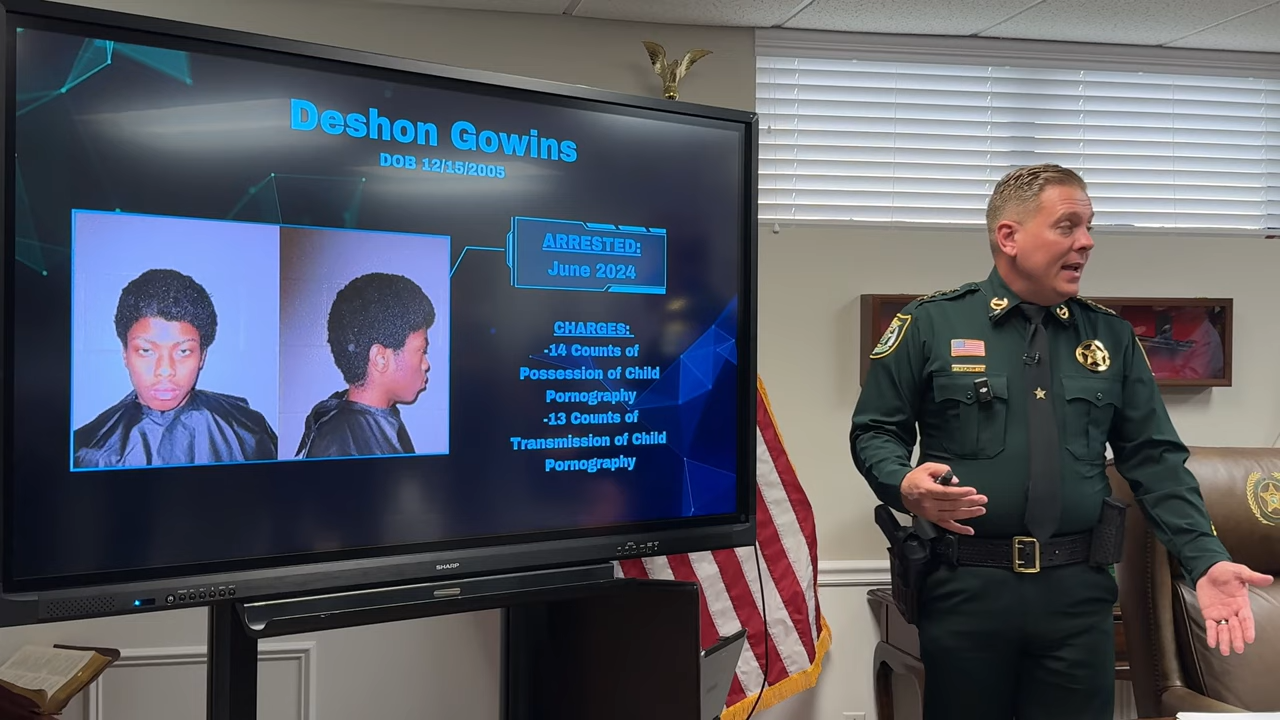 Deshon Gowins
DOB 12/15/2005
ARRESTED:
June 2024
CHARGES:
-14 Counts of
Possession of Child
Pornography
-13 Counts of
Transmission of Child
Pornography
SHARP